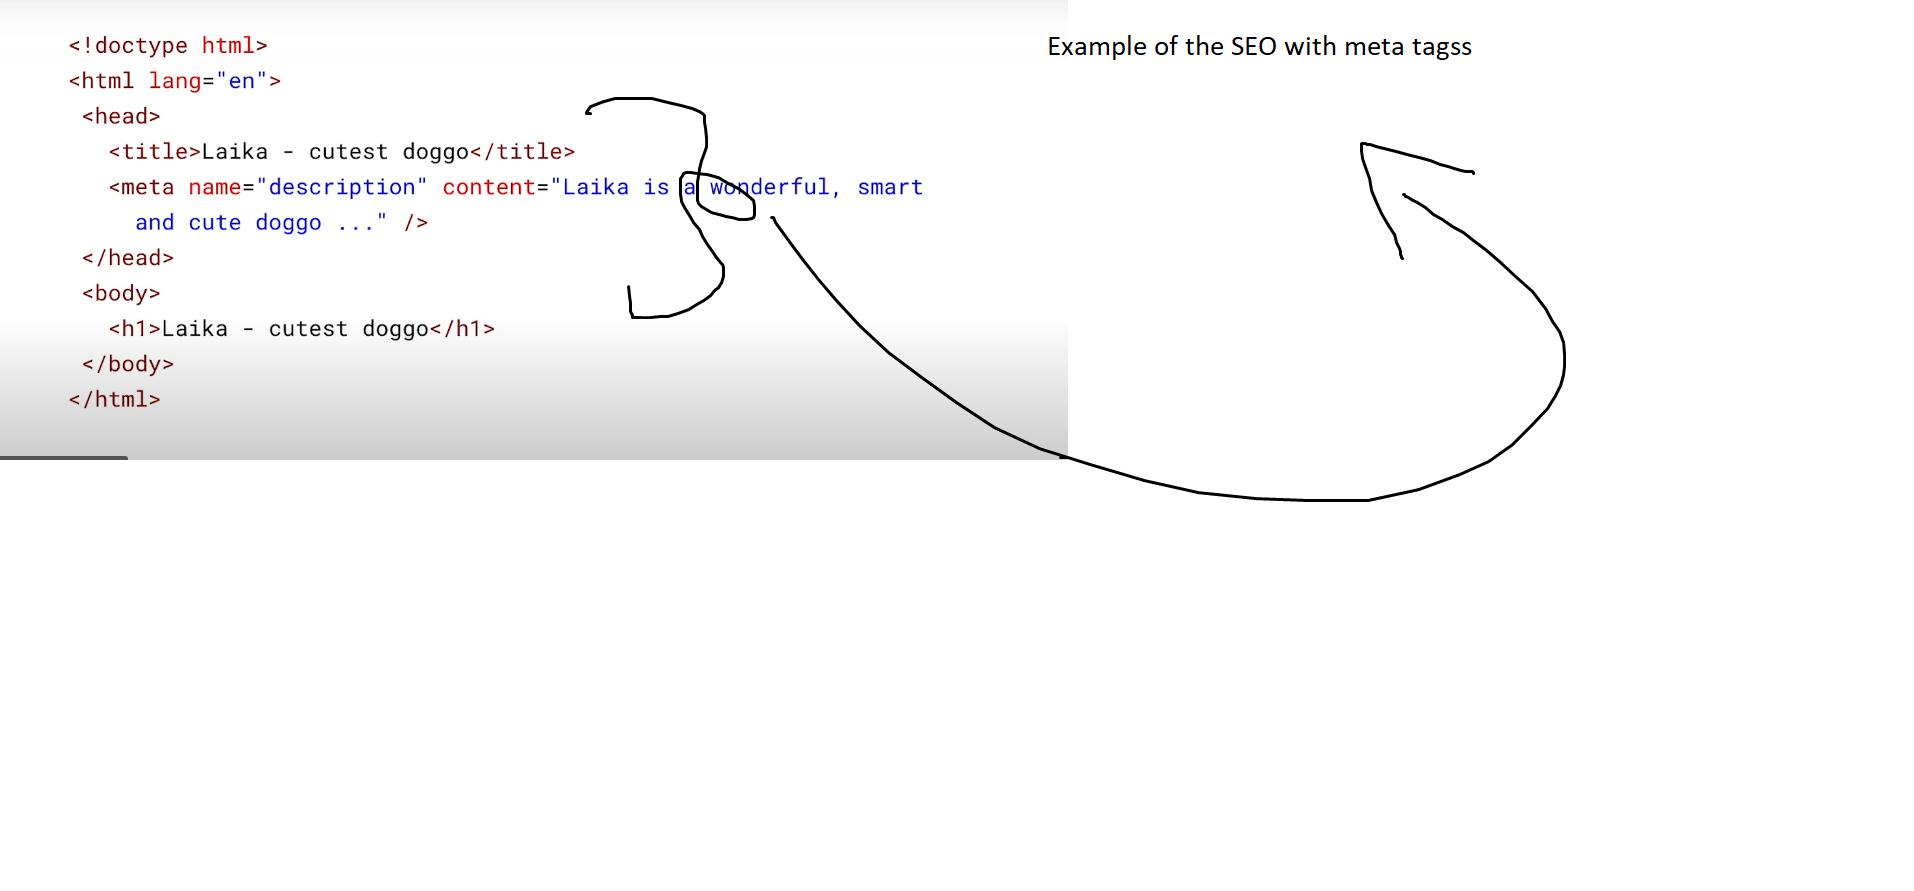 <!doctype html>
<html lang="en">
<head>
<title>Laika - cutest doggo</title>
<meta name="description" content="Laika is a wonderful, smart
and cute doggo ..." />
</head>
<body>
<h1>Laika - cutest doggo</h1>
</body>
</html>
Example of the SEO with meta tagss